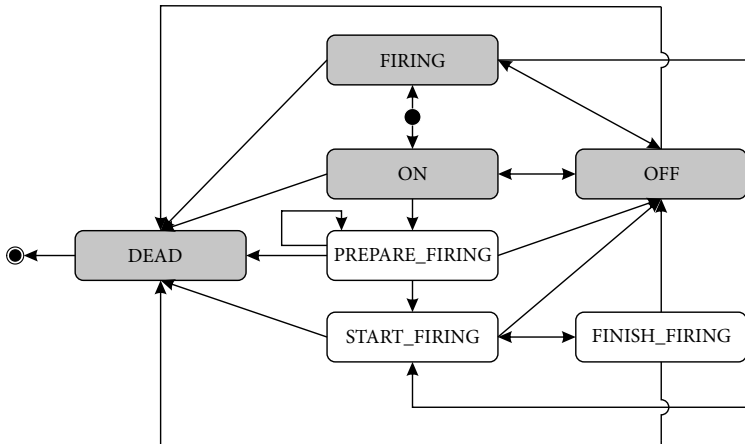 FIRING
ON
OFF
DEAD
PREPARE_FIRING
START_FIRING
FINISH_FIRING